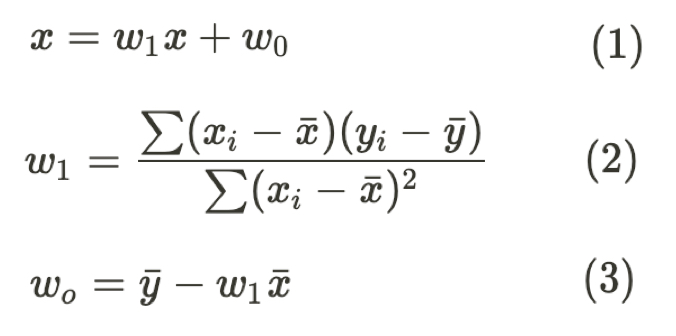 x = w₁x + w₀ (1)
w₁ = ∑(xᵢ − x̄)(yᵢ − ȳ) / ∑(xᵢ − x̄)² (2)
wₒ = ȳ − w₁x̄ (3)